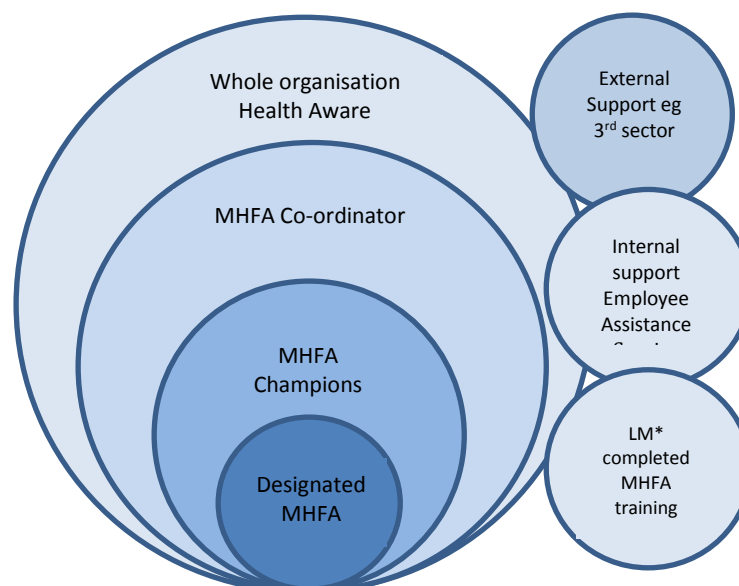 Whole organisation
Health Aware
MHFA Co-ordinator
MHFA
Champions
Designated
MHFA
External
Support eg
3rd sector
Internal
support
Employee
Assistance
LM*
completed
MHFA
training